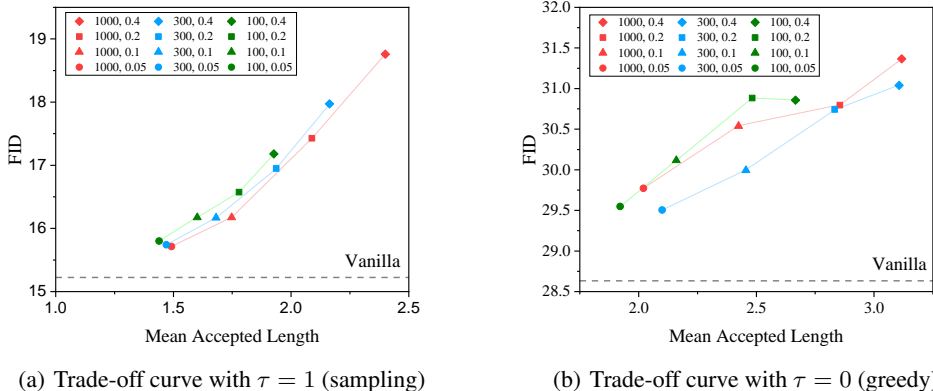 1000, 0.4 300, 0.4 100, 0.4
1000, 0.2 300, 0.2 100, 0.2
1000, 0.1 300, 0.1 100, 0.1
1000, 0.05 300, 0.05 100, 0.05
19
18
17
16
15
FID
Vanilla
1.0 1.5 2.0 2.5
Mean Accepted Length
(a) Trade-off curve with τ = 1 (sampling)
1000, 0.4 300, 0.4 100, 0.4
1000, 0.2 300, 0.2 100, 0.2
1000, 0.1 300, 0.1 100, 0.1
1000, 0.05 300, 0.05 100, 0.05
33.0
32.5
32.0
31.5
31.0
30.5
30.0
29.5
29.0
28.5
FID
Vanilla
2.0 2.5 3.0
Mean Accepted Length
(b) Trade-off curve with τ = 0 (greedy)